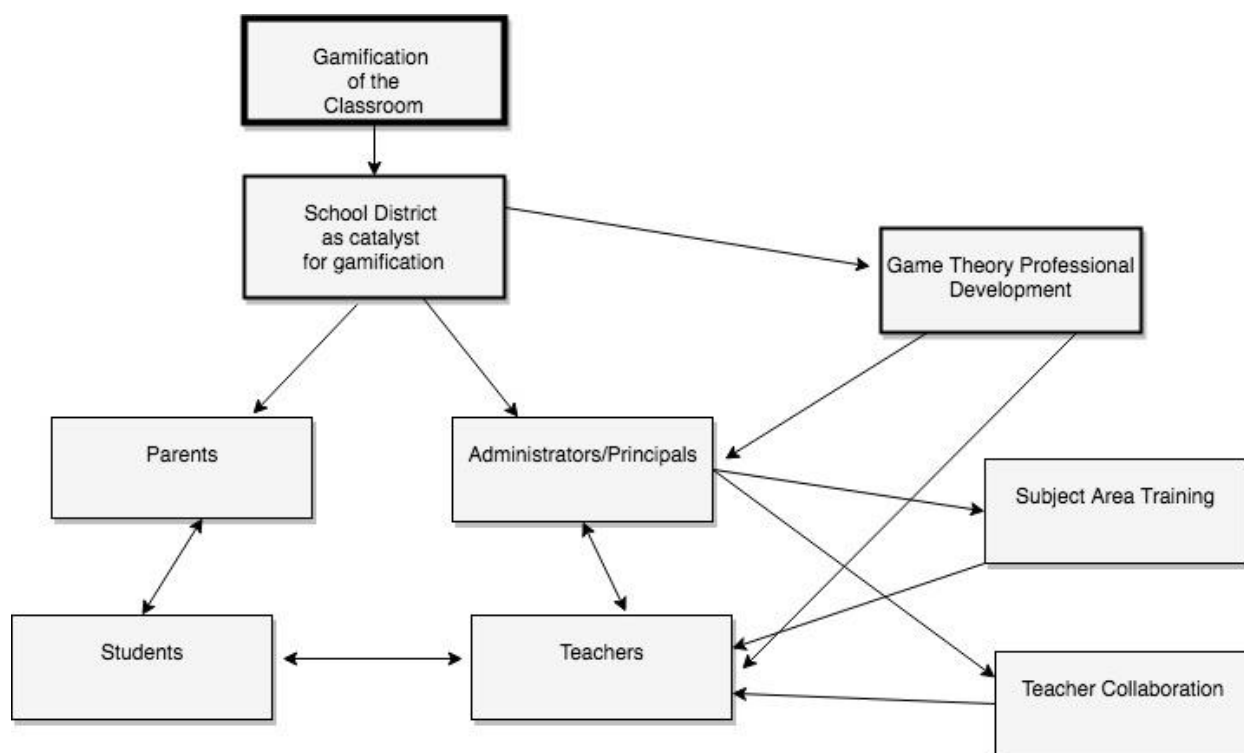 Gamification
of the
Classroom
School District
as catalyst
for gamification
Game Theory Professional
Development
Parents
Administrators/Principals
Subject Area Training
Students
Teachers
Teacher Collaboration